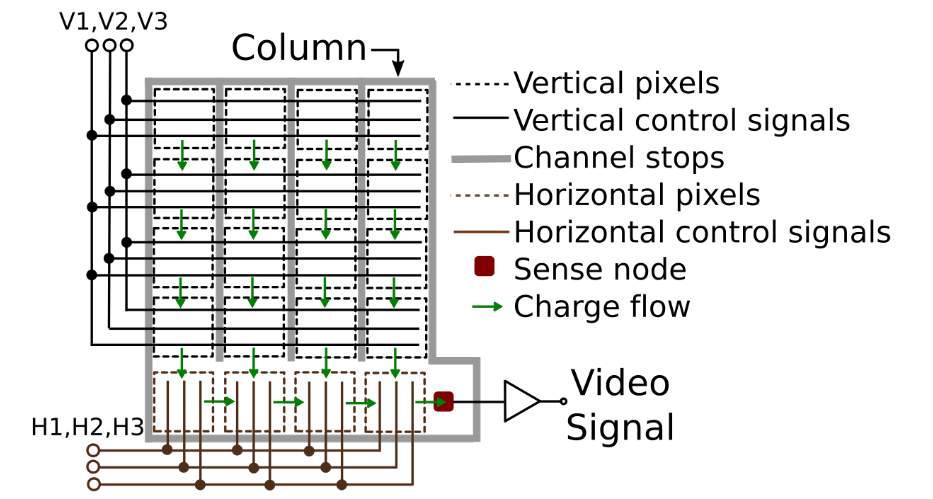 V1,V2,V3
Column
Vertical pixels
Vertical control signals
Channel stops
Horizontal pixels
Horizontal control signals
Sense node
Charge flow
Video
Signal
H1,H2,H3